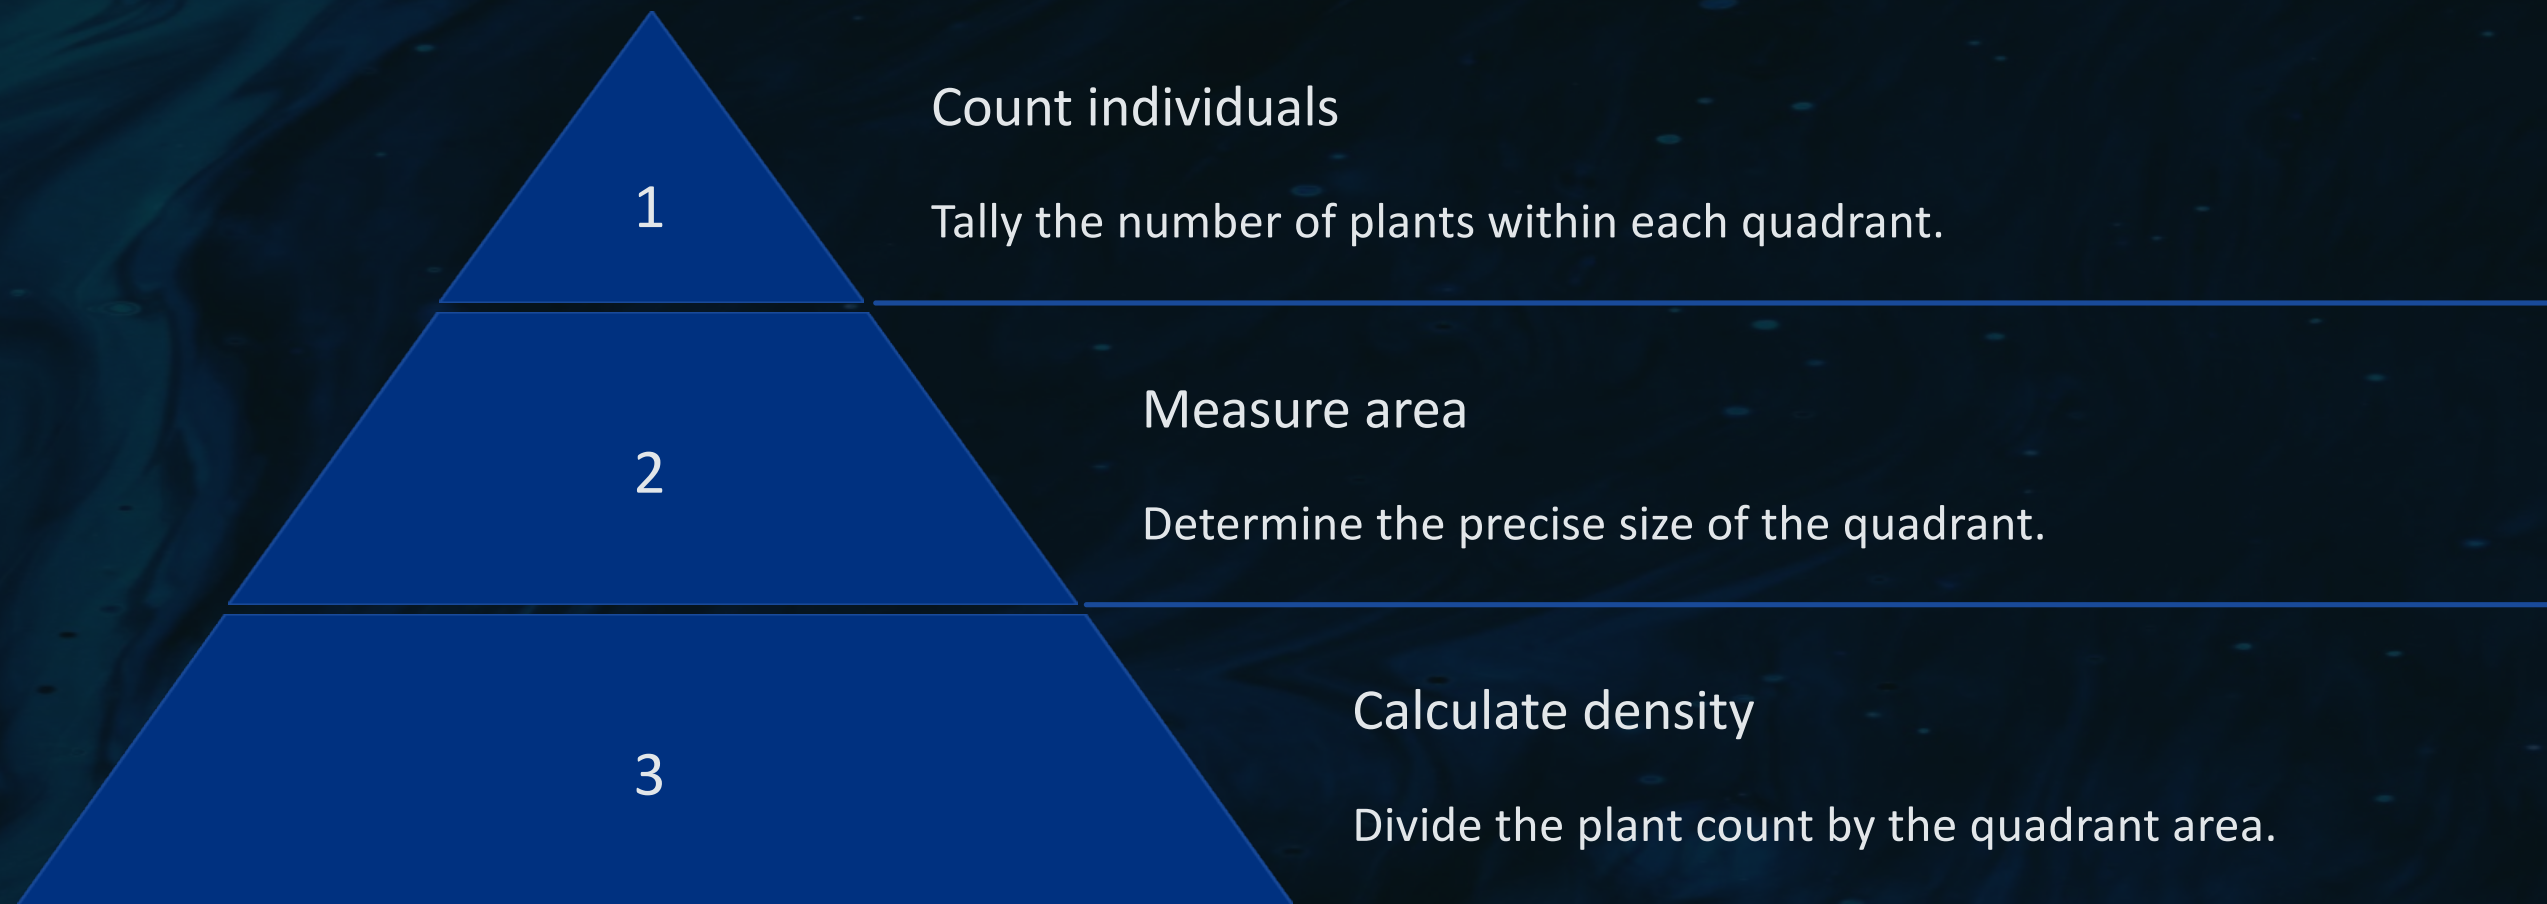 1
Count individuals
Tally the number of plants within each quadrant.
2
Measure area
Determine the precise size of the quadrant.
3
Calculate density
Divide the plant count by the quadrant area.